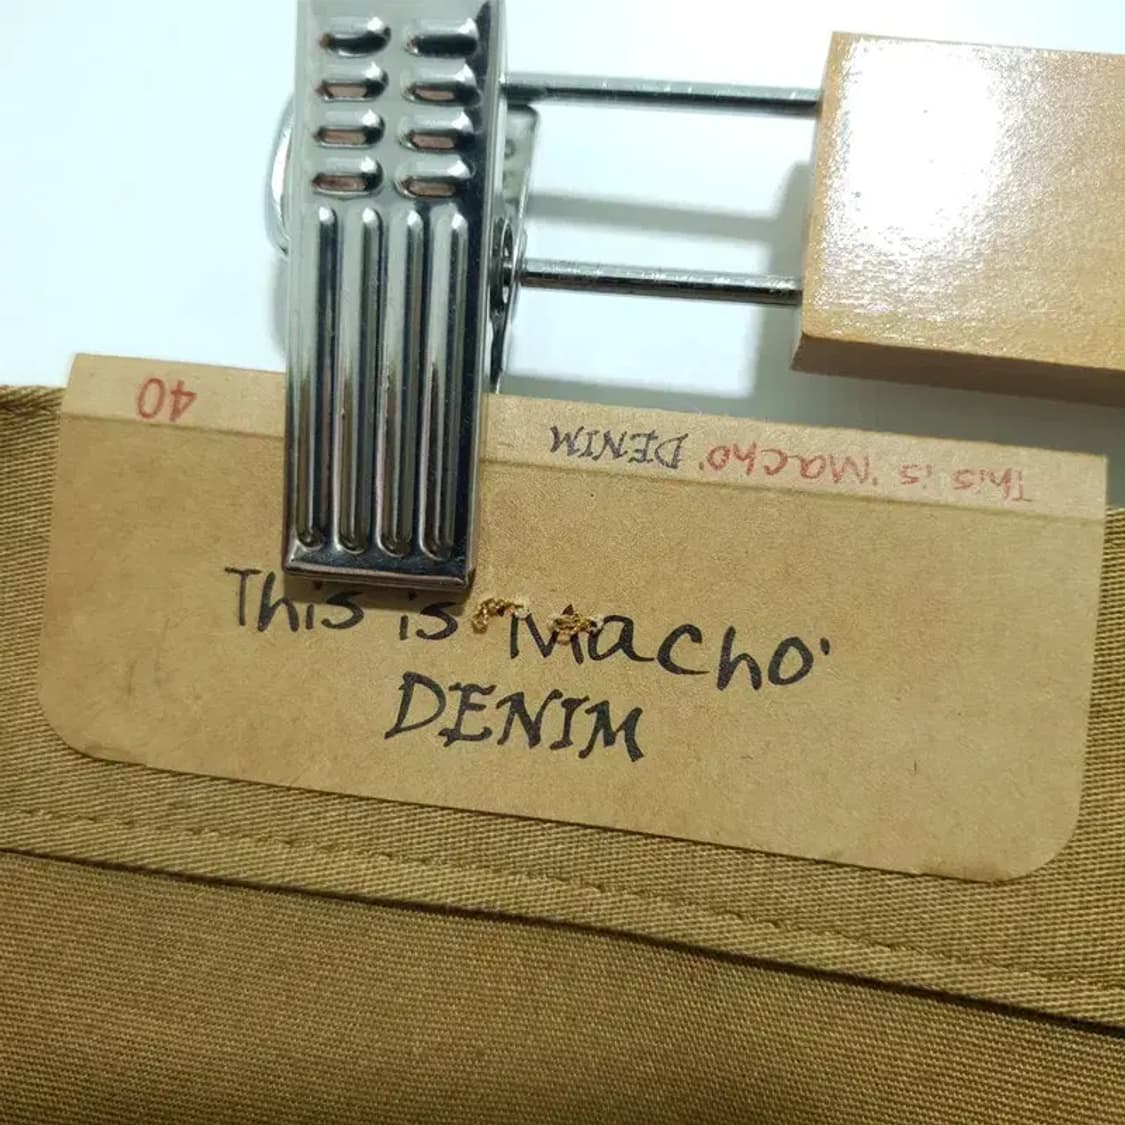 40
This is 'Macho' DENIM
This is 'Macho'
DENIM